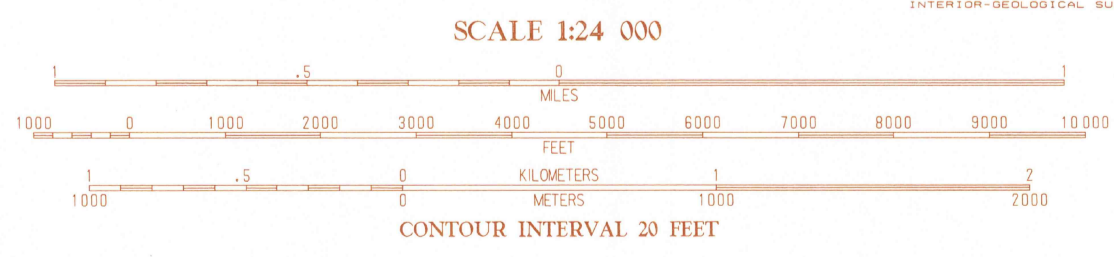 INTERIOR-GEOLOGICAL SU
SCALE 1:24 000
1 .5 0 1
MILES
1000 0 1000 2000 3000 4000 5000 6000 7000 8000 9000 10 000
FEET
1 .5 0 KILOMETERS 1 2
1000 0 METERS 1000 2000
CONTOUR INTERVAL 20 FEET